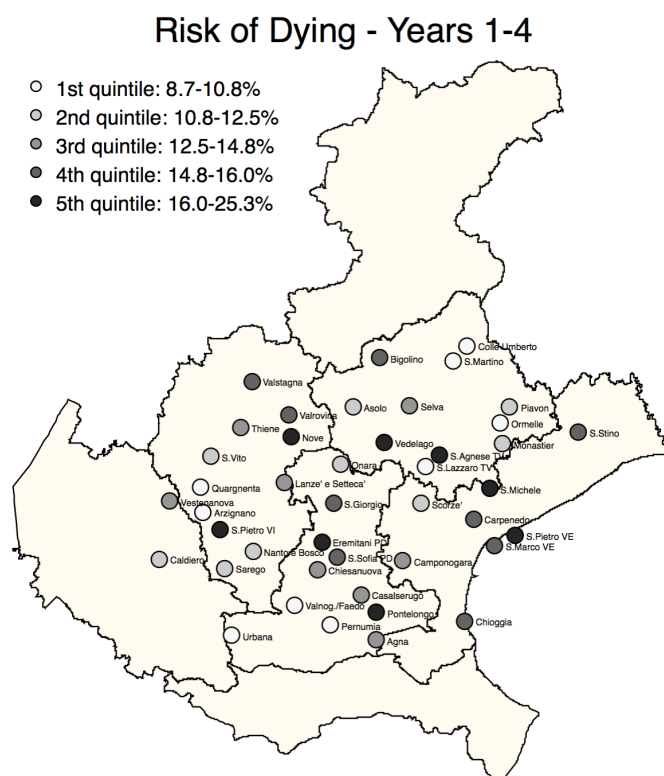 Risk of Dying - Years 1-4
1st quintile: 8.7-10.8%
2nd quintile: 10.8-12.5%
3rd quintile: 12.5-14.8%
4th quintile: 14.8-16.0%
5th quintile: 16.0-25.3%
Colle Umberto
Bigolino
S.Martino
Valstagna
Asolo
Selva
Piavon
Valrovina
Ormelle
Thiene
Nove
S.Stino
Vedelago
Monastier
S.Vito
S.Agnese TV
Onara
S.Lazzaro TV
Quargnenta
Lanze' e Setteca'
S.Michele
Vestenanova
S.Giorgio
Scorze'
Arzignano
Carpenedo
S.Pietro VI
S.Pietro VE
Eremitani PD
S.Marco VE
Nanto e Bosco
S.Sofia PD
Caldiero
Camponogara
Sarego
Chiesanuova
Casalserugo
Valnog./Faedo
Pontelongo
Chioggia
Pernumia
Urbana
Agna